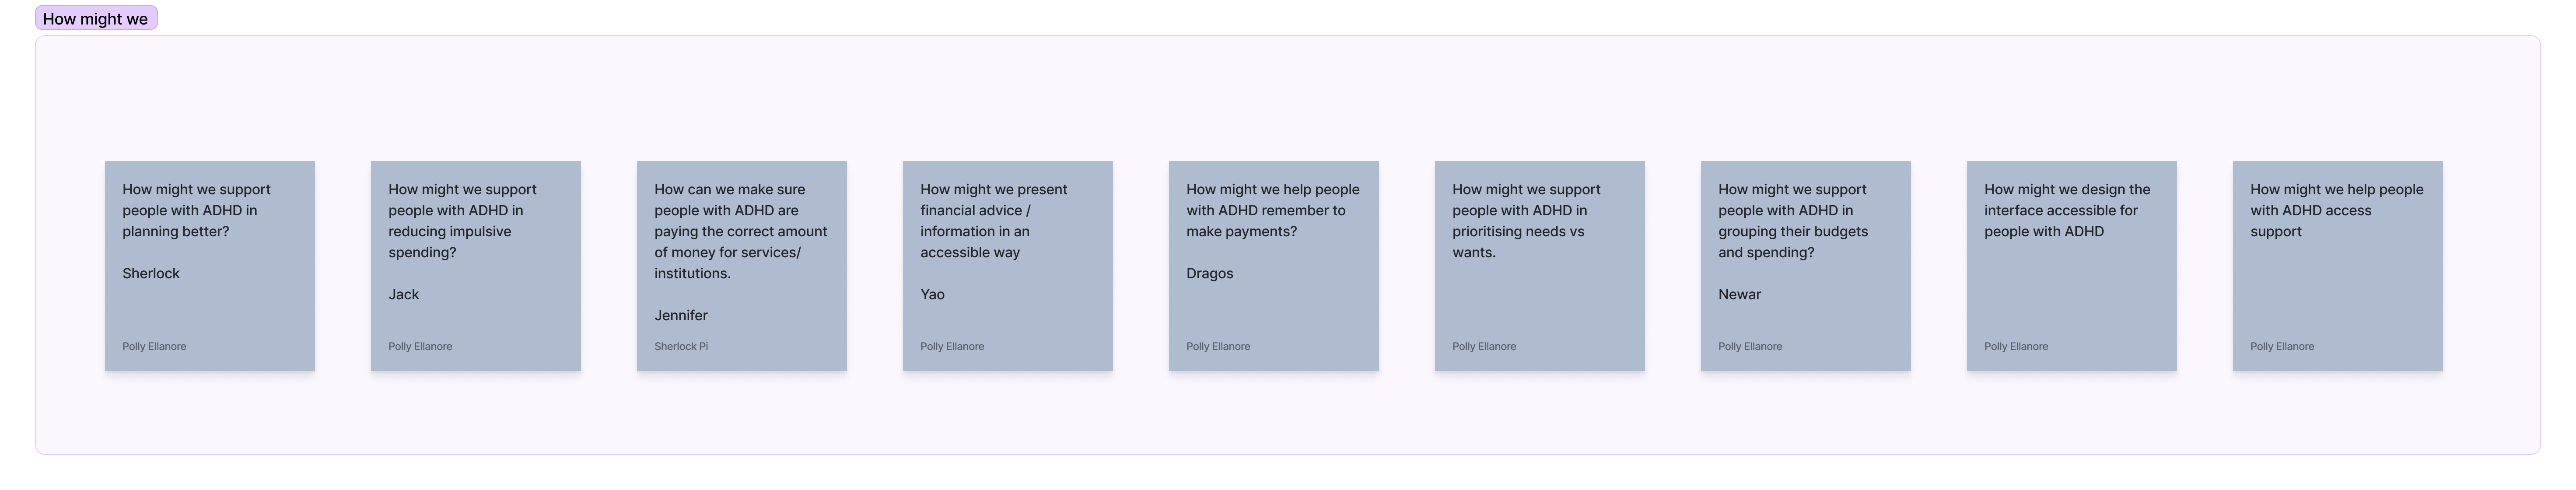 How might we
How might we support
people with ADHD in
planning better?
Sherlock
Polly Ellanore
How might we support
people with ADHD in
reducing impulsive
spending?
Jack
Polly Ellanore
How can we make sure
people with ADHD are
paying the correct amount
of money for services/
institutions.
Jennifer
Sherlock Pi
How might we present
financial advice /
information in an
accessible way
Yao
Polly Ellanore
How might we help people
with ADHD remember to
make payments?
Dragos
Polly Ellanore
How might we support
people with ADHD in
prioritising needs vs
wants.
Polly Ellanore
How might we support
people with ADHD in
grouping their budgets
and spending?
Newar
Polly Ellanore
How might we design the
interface accessible for
people with ADHD
Polly Ellanore
How might we help people
with ADHD access
support
Polly Ellanore